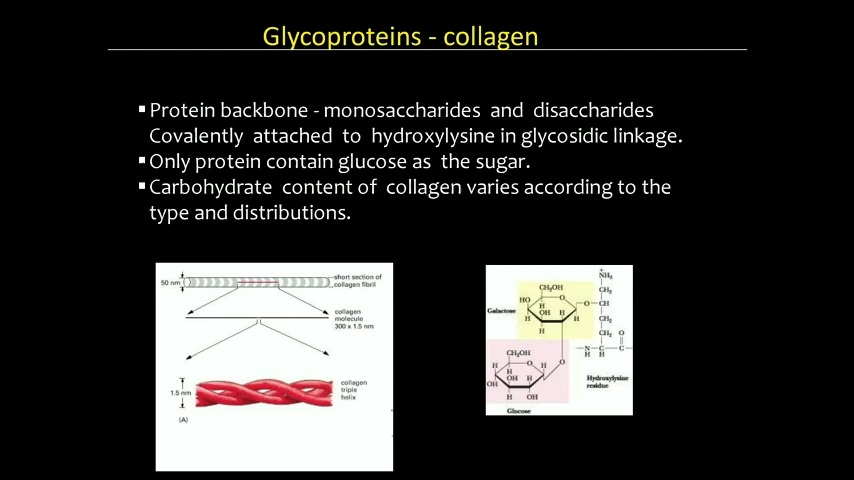 Glycoproteins - collagen
▪Protein backbone - monosaccharides and disaccharides
Covalently attached to hydroxylysine in glycosidic linkage.
▪Only protein contain glucose as the sugar.
▪Carbohydrate content of collagen varies according to the
type and distributions.
50 nm
short section of
collagen fibril
collagen
molecule
300 x 1.5 nm
1.5 nm
collagen
triple
helix
(A)
NH₃
+
CH₂
CH₂OH
HO
O
O
CH
Galactose
H
OH
H
H
CH₂
H
CH₂
O
N
C
C
H
H
CH₂OH
O
O
H
H
H
OH
H
OH
H
OH
Hydroxylysine
residue
Glucose